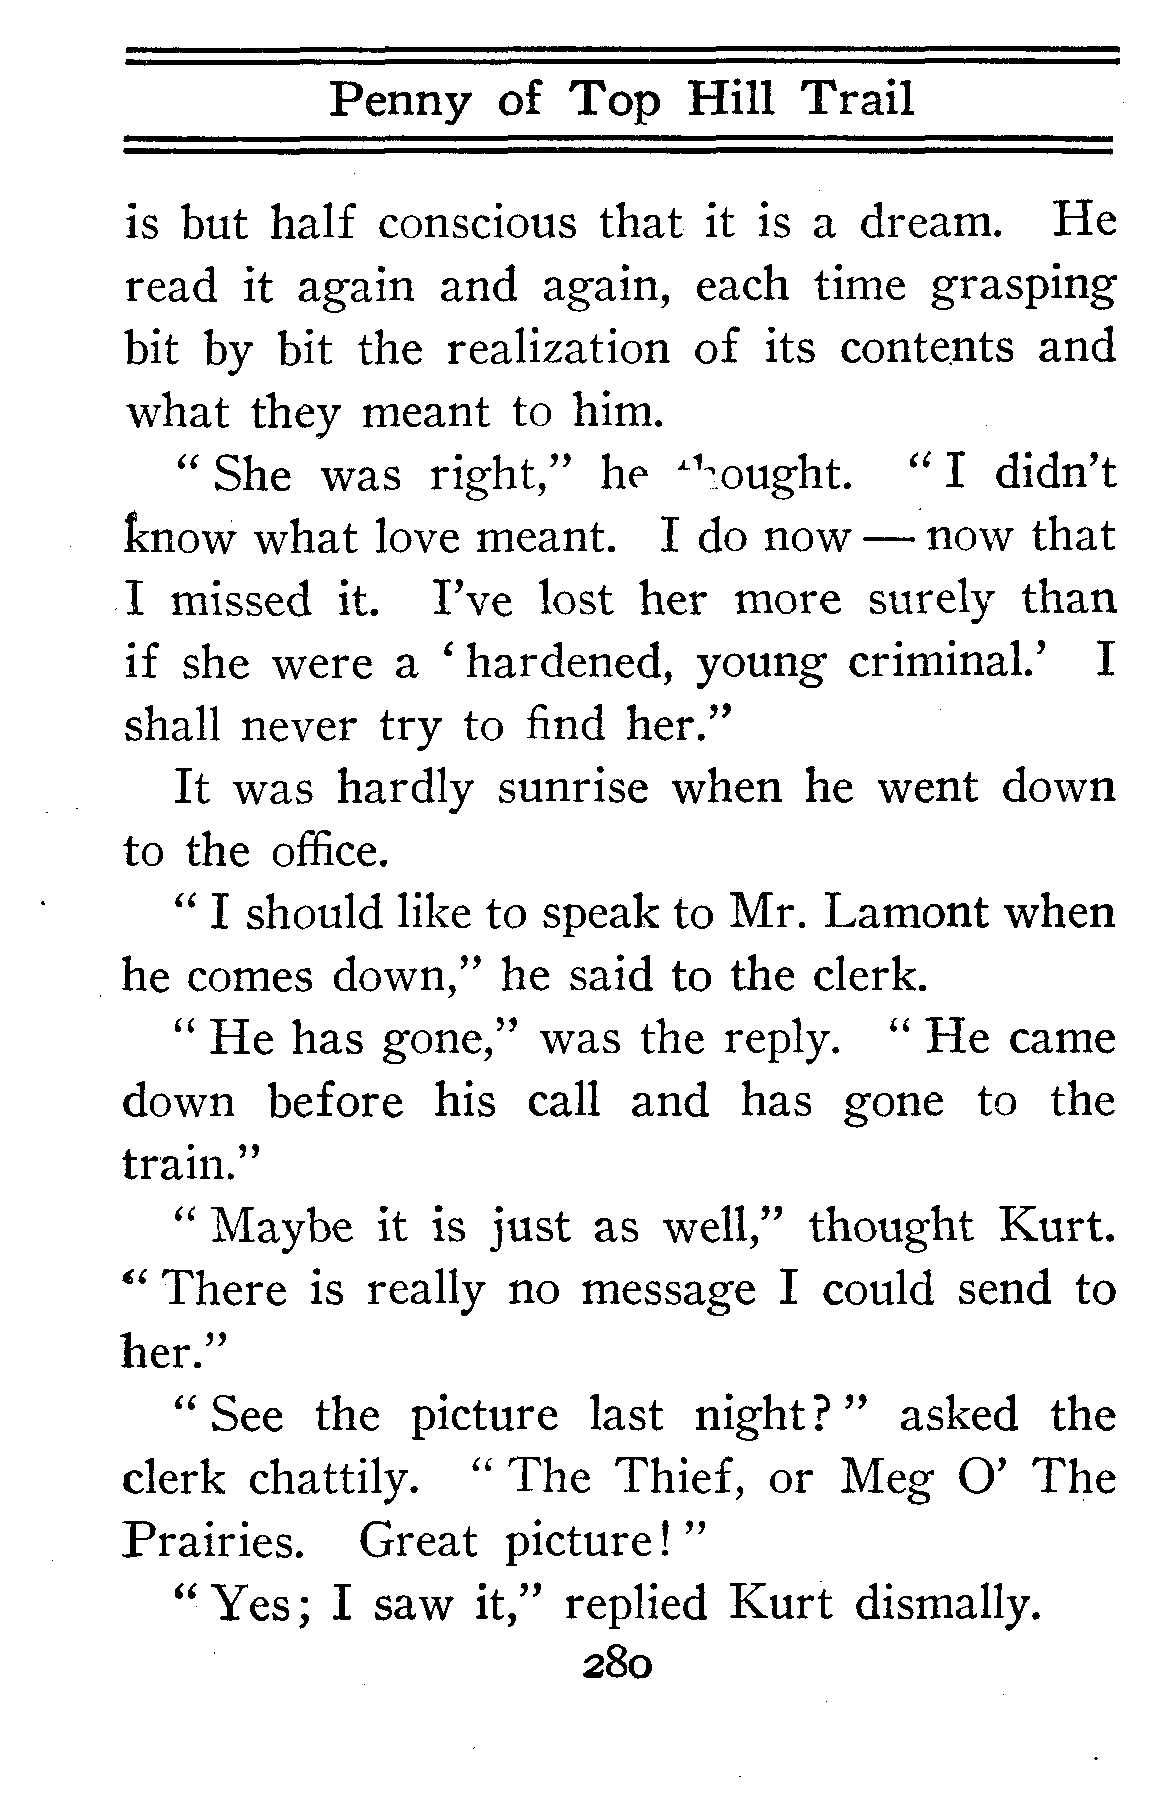 Penny of Top Hill Trail
is but half conscious that it is a dream. He
read it again and again, each time grasping
bit by bit the realization of its contents and
what they meant to him.
“ She was right,” he thought. “ I didn’t
know what love meant. I do now — now that
I missed it. I’ve lost her more surely than
if she were a ‘ hardened, young criminal.’ I
shall never try to find her.”
It was hardly sunrise when he went down
to the office.
“ I should like to speak to Mr. Lamont when
he comes down,” he said to the clerk.
“ He has gone,” was the reply. “ He came
down before his call and has gone to the
train.”
“ Maybe it is just as well,” thought Kurt.
“ There is really no message I could send to
her.”
“ See the picture last night? ” asked the
clerk chattily. “ The Thief, or Meg O’ The
Prairies. Great picture! ”
“ Yes; I saw it,” replied Kurt dismally.
280